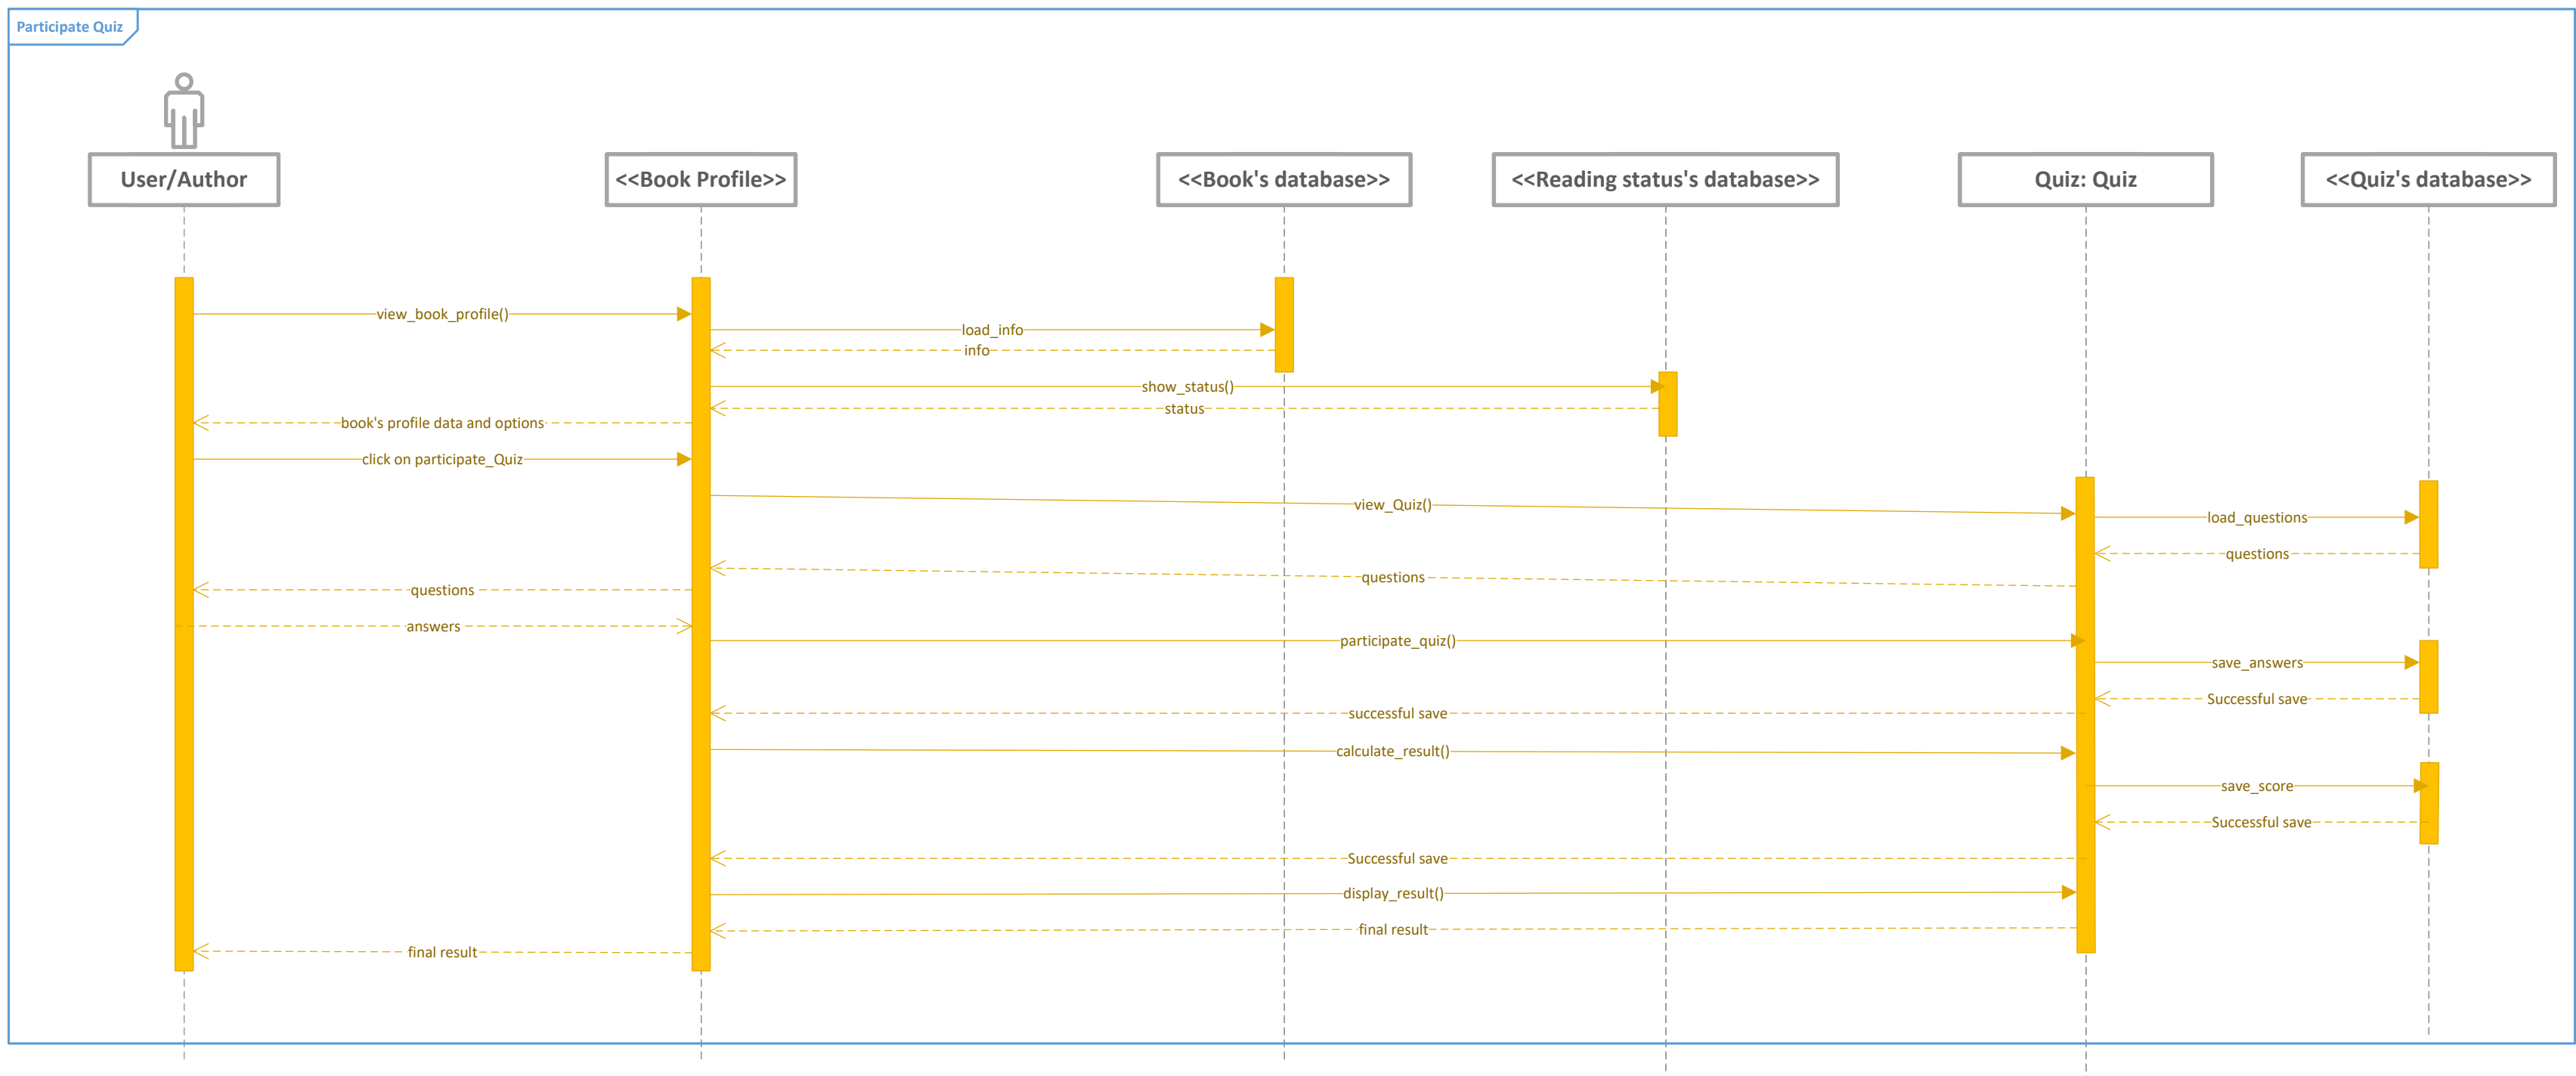 Participate Quiz
User/Author
<<Book Profile>>
<<Book's database>>
<<Reading status's database>>
Quiz: Quiz
<<Quiz's database>>
view_book_profile()
load_info
info
show_status()
status
book's profile data and options
click on participate_Quiz
view_Quiz()
load_questions
questions
questions
questions
answers
participate_quiz()
save_answers
Successful save
successful save
calculate_result()
save_score
Successful save
Successful save
display_result()
final result
final result